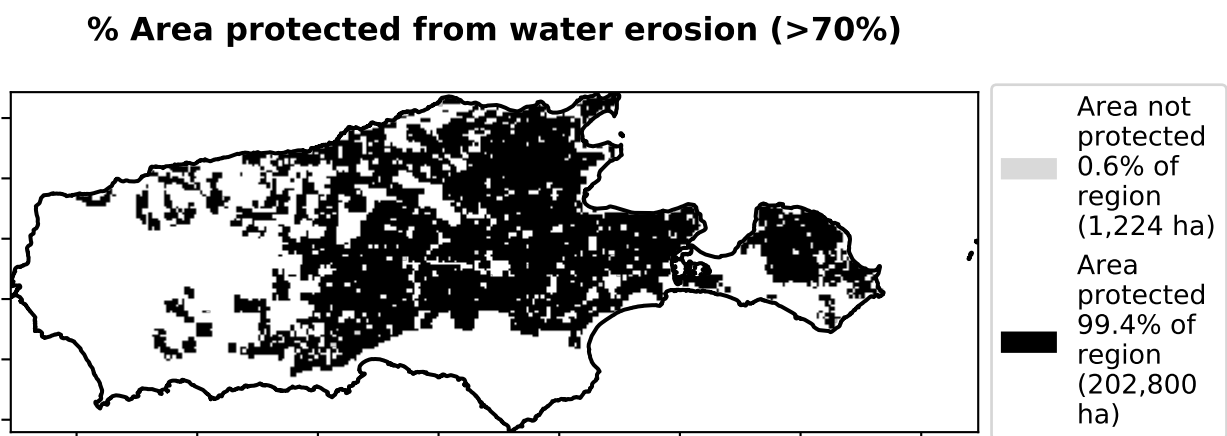 % Area protected from water erosion (>70%)
Area not
protected
0.6% of
region
(1,224 ha)
Area
protected
99.4% of
region
(202,800
ha)